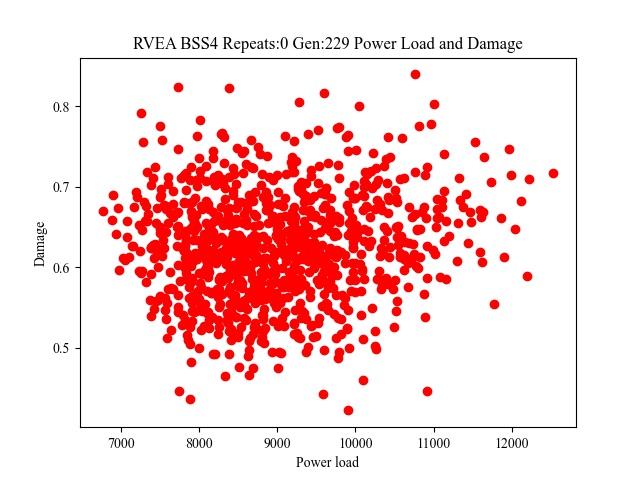 RVEA BSS4 Repeats:0 Gen:229 Power Load and Damage
0.8
0.7
0.6
0.5
Damage
7000 8000 9000 10000 11000 12000
Power load